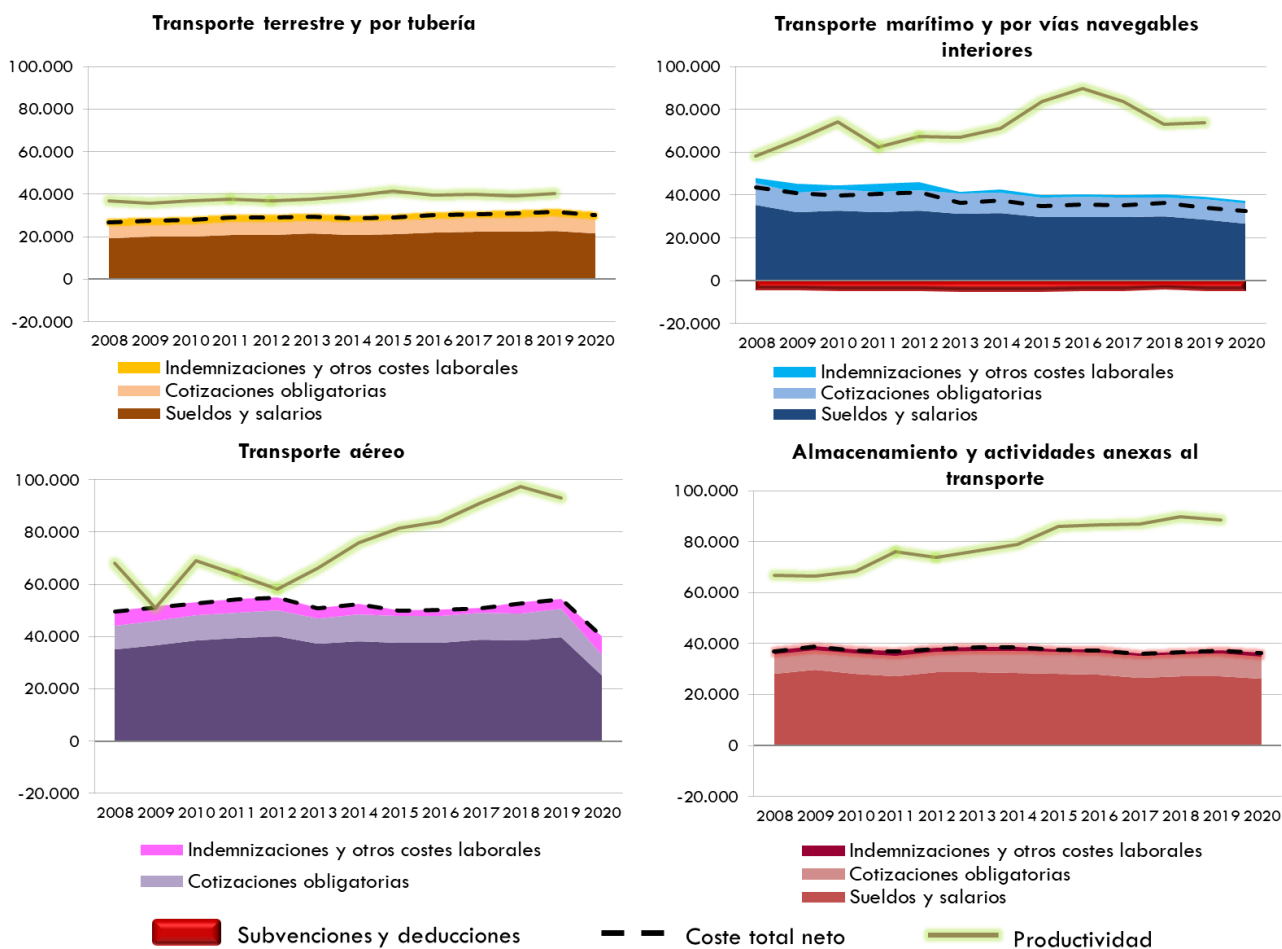 Transporte terrestre y por tubería
100.000
80.000
60.000
40.000
20.000
0
-20.000
2008 2009 2010 2011 2012 2013 2014 2015 2016 2017 2018 2019 2020
Indemnizaciones y otros costes laborales
Cotizaciones obligatorias
Sueldos y salarios
Transporte marítimo y por vías navegables
interiores
100.000
80.000
60.000
40.000
20.000
0
-20.000
2008 2009 2010 2011 2012 2013 2014 2015 2016 2017 2018 2019 2020
Indemnizaciones y otros costes laborales
Cotizaciones obligatorias
Sueldos y salarios
Transporte aéreo
100.000
80.000
60.000
40.000
20.000
0
-20.000
2008 2009 2010 2011 2012 2013 2014 2015 2016 2017 2018 2019 2020
Indemnizaciones y otros costes laborales
Cotizaciones obligatorias
Almacenamiento y actividades anexas al
transporte
100.000
80.000
60.000
40.000
20.000
0
-20.000
2008 2009 2010 2011 2012 2013 2014 2015 2016 2017 2018 2019 2020
Indemnizaciones y otros costes laborales
Cotizaciones obligatorias
Sueldos y salarios
Subvenciones y deducciones Coste total neto Productividad